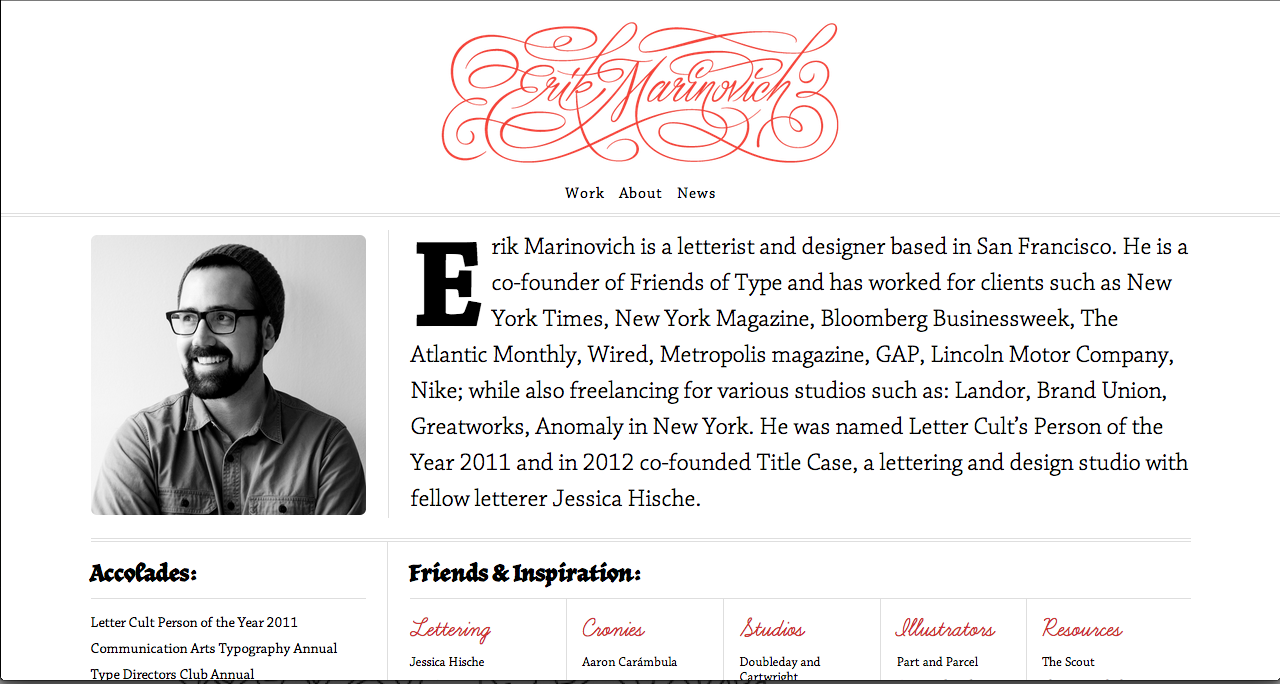 Erik Marinovich
Work About News
Erik Marinovich is a letterist and designer based in San Francisco. He is a
co-founder of Friends of Type and has worked for clients such as New
York Times, New York Magazine, Bloomberg Businessweek, The
Atlantic Monthly, Wired, Metropolis magazine, GAP, Lincoln Motor Company,
Nike; while also freelancing for various studios such as: Landor, Brand Union,
Greatworks, Anomaly in New York. He was named Letter Cult’s Person of the
Year 2011 and in 2012 co-founded Title Case, a lettering and design studio with
fellow letterer Jessica Hische.
Accolades:
Letter Cult Person of the Year 2011
Communication Arts Typography Annual
Type Directors Club Annual
Friends & Inspiration:
Lettering
Jessica Hische
Cronies
Aaron Carámbula
Studios
Doubleday and
Cartwright
Illustrators
Part and Parcel
Resources
The Scout